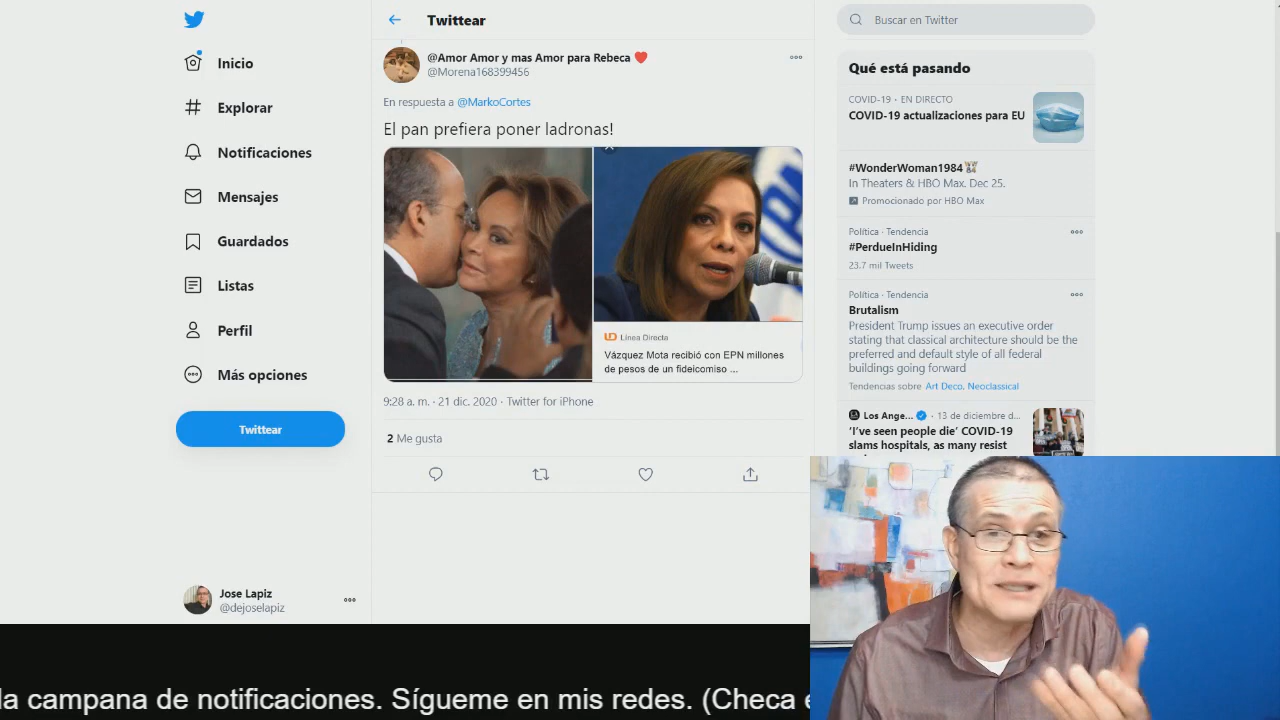 Inicio
Explorar
Notificaciones
Mensajes
Guardados
Listas
Perfil
Más opciones
Twittear
Jose Lapiz
@dejoselapiz
Twittear
@Amor Amor y mas Amor para Rebeca ❤️
@Morena168399456
En respuesta a @MarkoCortes
El pan prefiera poner ladronas!
LD Línea Directa
Vázquez Mota recibió con EPN millones
de pesos de un fideicomiso ...
9:28 a. m. · 21 dic. 2020 · Twitter for iPhone
2 Me gusta
Buscar en Twitter
Qué está pasando
COVID-19 · EN DIRECTO
COVID-19 actualizaciones para EU
#WonderWoman1984
In Theaters & HBO Max. Dec 25.
Promocionado por HBO Max
Política · Tendencia
#PerdueInHiding
23.7 mil Tweets
Política · Tendencia
Brutalism
President Trump issues an executive order
stating that classical architecture should be the
preferred and default style of all federal
buildings going forward
Tendencias sobre Art Deco, Neoclassical
Los Ange... · 13 de diciembre d...
‘I’ve seen people die’ COVID-19
slams hospitals, as many resist
la campana de notificaciones. Sígueme en mis redes. (Checa